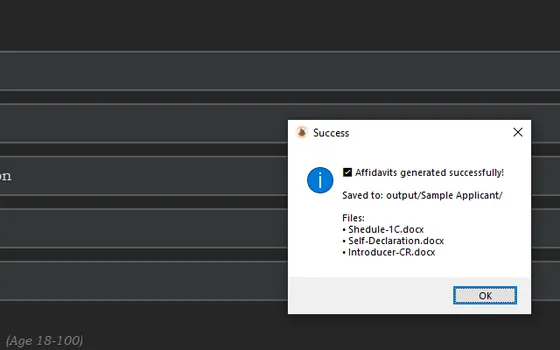 Success
Affidavits generated successfully!
on
Saved to: output/Sample Applicant/
Files:
• Shedule-1C.docx
• Self-Declaration.docx
• Introducer-CR.docx
OK
(Age 18-100)